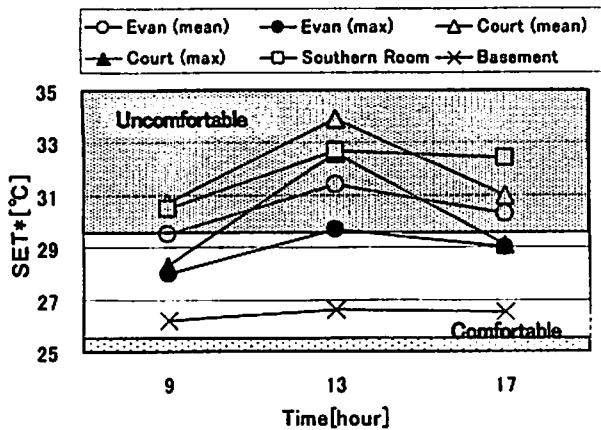 Evan (mean) Evan (max) Court (mean)
Court (max) Southern Room Basement
35
Uncomfortable
33
31
SET*[°C]
29
27
Comfortable
25
9 13 17
Time[hour]